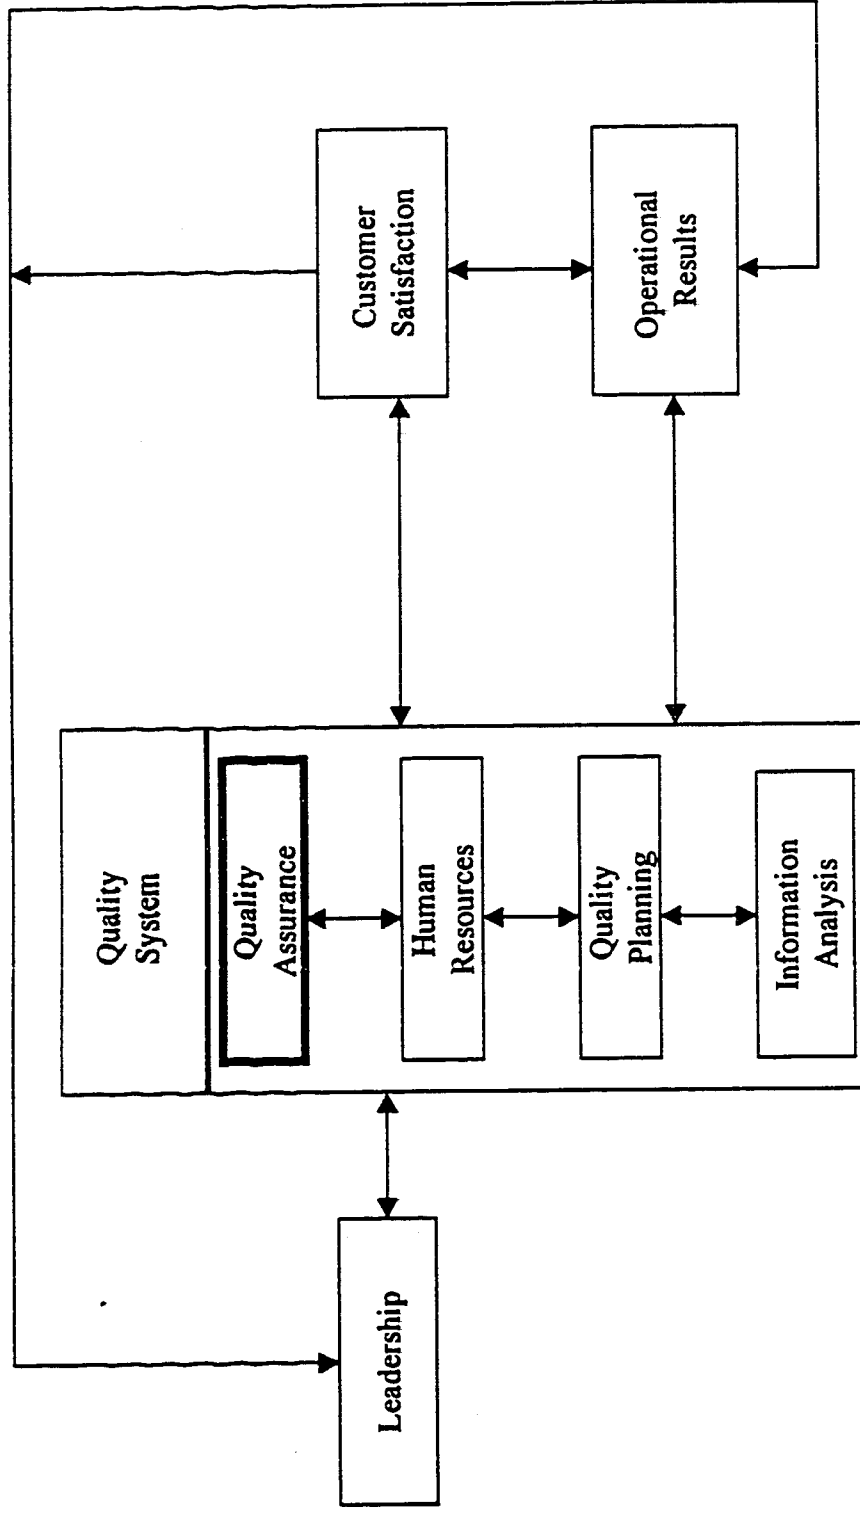 Leadership
Quality
System
Quality
Assurance
Human
Resources
Quality
Planning
Information
Analysis
Customer
Satisfaction
Operational
Results